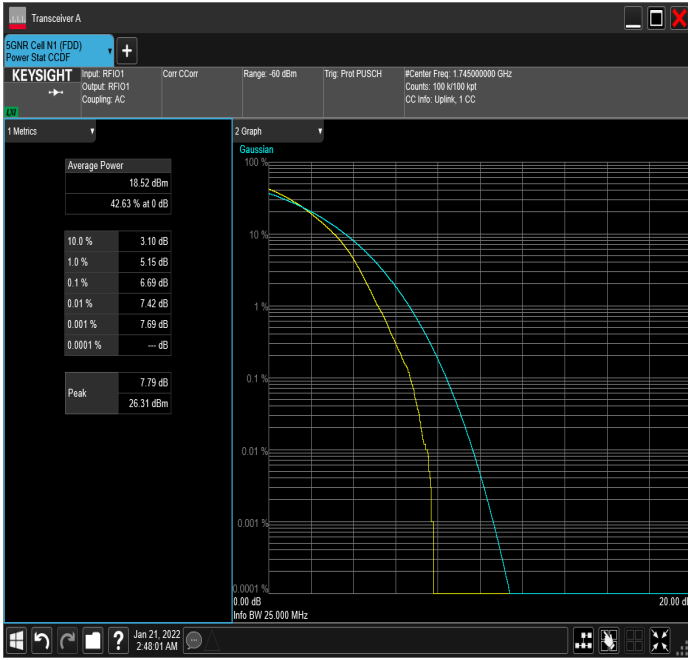 Transceiver A
5GNR Cell N1 (FDD)
Power Stat CCDF
+
KEYSIGHT
Input: RFIO1
Output: RFIO1
Coupling: AC
Corr CCorr
Range: -60 dBm
Trig: Prot PUSCH
#Center Freq: 1.745000000 GHz
Counts: 100 k/100 kpt
CC Info: Uplink, 1 CC
1 Metrics
Average Power
18.52 dBm
42.63 % at 0 dB
10.0 % 3.10 dB
1.0 % 5.15 dB
0.1 % 6.69 dB
0.01 % 7.42 dB
0.001 % 7.69 dB
0.0001 % --- dB
Peak
7.79 dB
26.31 dBm
2 Graph
Gaussian
100 %
10 %
1 %
0.1 %
0.01 %
0.001 %
0.0001 %
0.00 dB
20.00 dB
Info BW 25.000 MHz
?
Jan 21, 2022
2:48:01 AM